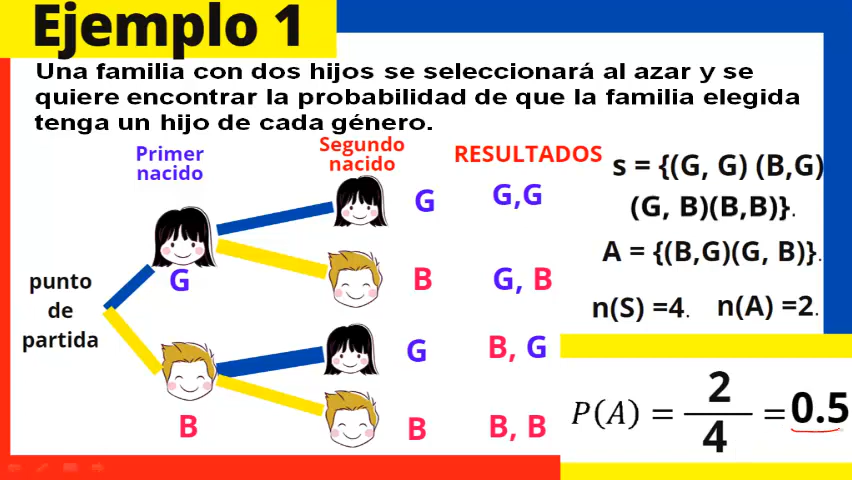 Ejemplo 1
Una familia con dos hijos se seleccionará al azar y se
quiere encontrar la probabilidad de que la familia elegida
tenga un hijo de cada género.
Primer
nacido
Segundo
nacido
RESULTADOS
punto
de
partida
G
B
G
B
G
B
G,G
G, B
B, G
B, B
s = {(G, G) (B,G)
(G, B)(B,B)}.
A = {(B,G)(G, B)}.
n(S) =4. n(A) =2.
P(A) = 2/4 =0.5